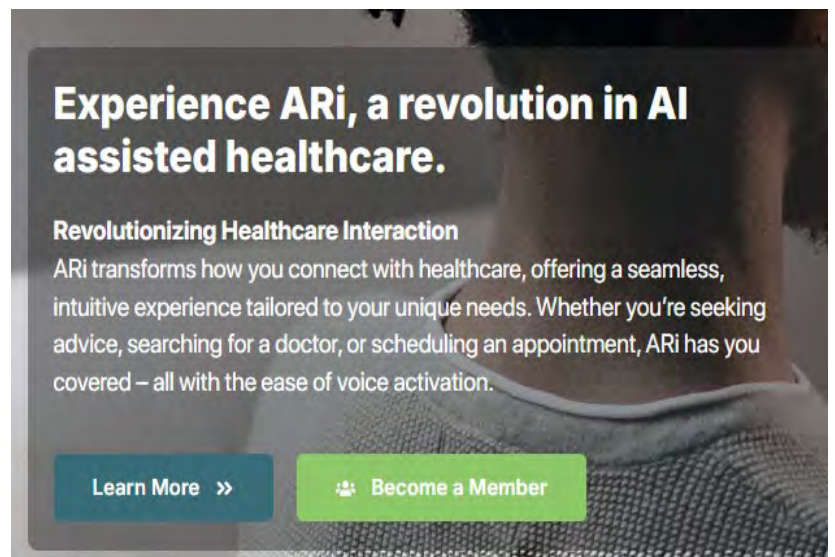 Experience ARi, a revolution in AI
assisted healthcare.
Revolutionizing Healthcare Interaction
ARi transforms how you connect with healthcare, offering a seamless,
intuitive experience tailored to your unique needs. Whether you’re seeking
advice, searching for a doctor, or scheduling an appointment, ARi has you
covered – all with the ease of voice activation.
Learn More »
Become a Member